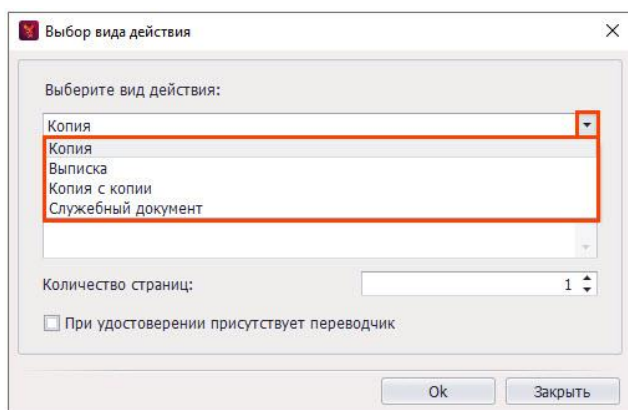 Выбор вида действия
Выберите вид действия:
Копия
Копия
Выписка
Копия с копии
Служебный документ
Количество страниц:
1
При удостоверении присутствует переводчик
Ok
Закрыть